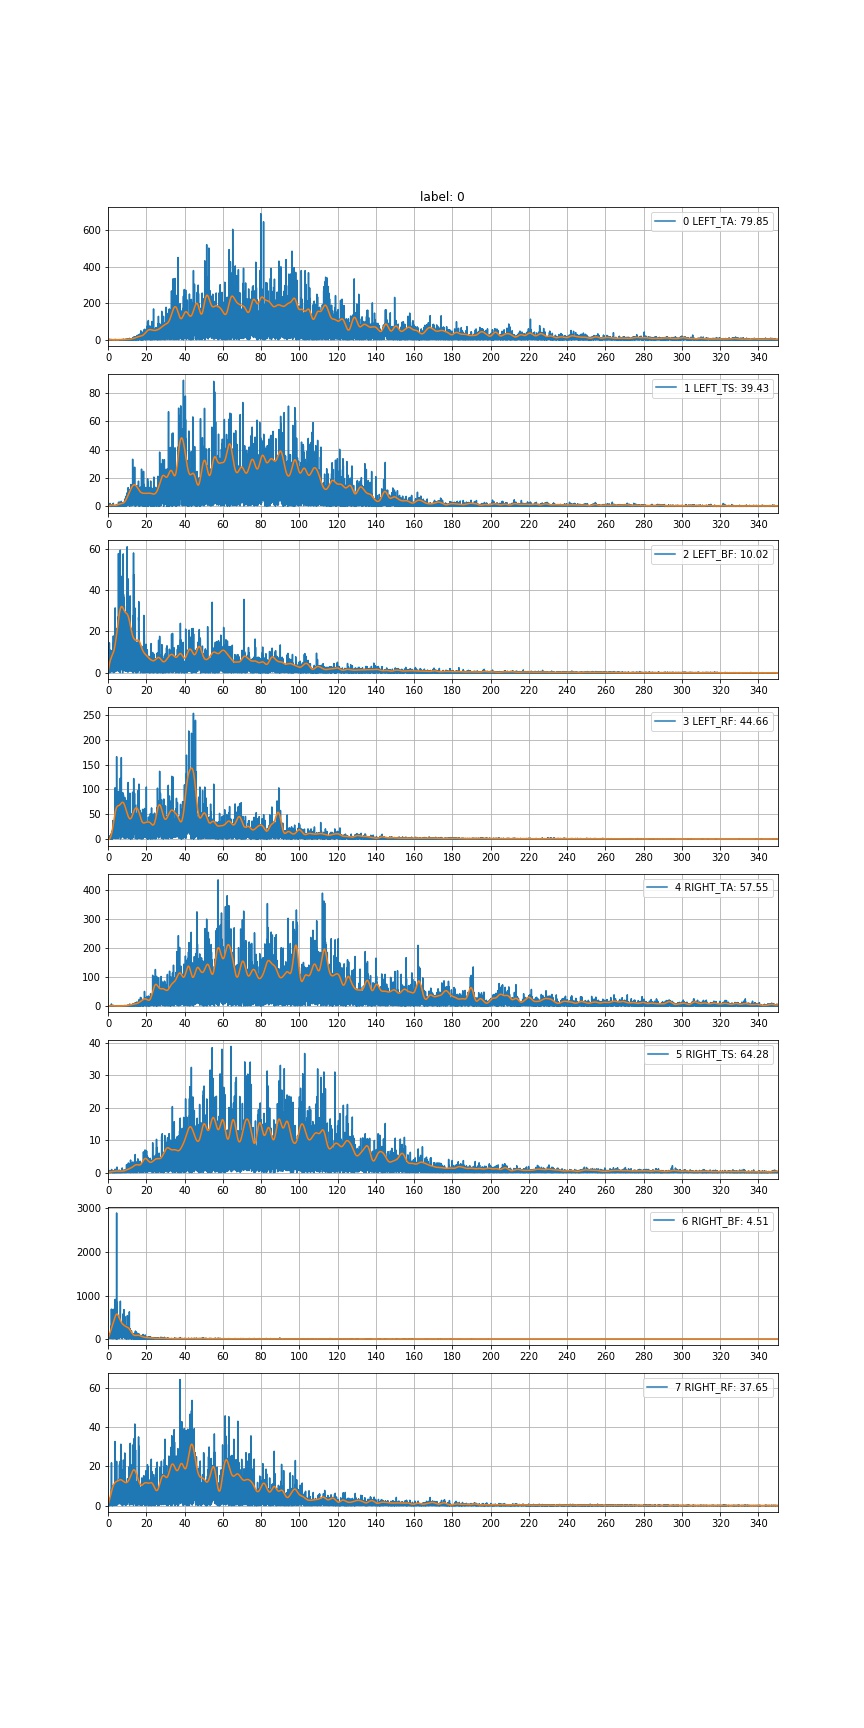 label: 0
0 LEFT_TA: 79.85
600
400
200
0
0 20 40 60 80 100 120 140 160 180 200 220 240 260 280 300 320 340
1 LEFT_TS: 39.43
80
60
40
20
0
0 20 40 60 80 100 120 140 160 180 200 220 240 260 280 300 320 340
2 LEFT_BF: 10.02
60
40
20
0
0 20 40 60 80 100 120 140 160 180 200 220 240 260 280 300 320 340
3 LEFT_RF: 44.66
250
200
150
100
50
0
0 20 40 60 80 100 120 140 160 180 200 220 240 260 280 300 320 340
4 RIGHT_TA: 57.55
400
300
200
100
0
0 20 40 60 80 100 120 140 160 180 200 220 240 260 280 300 320 340
5 RIGHT_TS: 64.28
40
30
20
10
0
0 20 40 60 80 100 120 140 160 180 200 220 240 260 280 300 320 340
6 RIGHT_BF: 4.51
3000
2000
1000
0
0 20 40 60 80 100 120 140 160 180 200 220 240 260 280 300 320 340
7 RIGHT_RF: 37.65
60
40
20
0
0 20 40 60 80 100 120 140 160 180 200 220 240 260 280 300 320 340